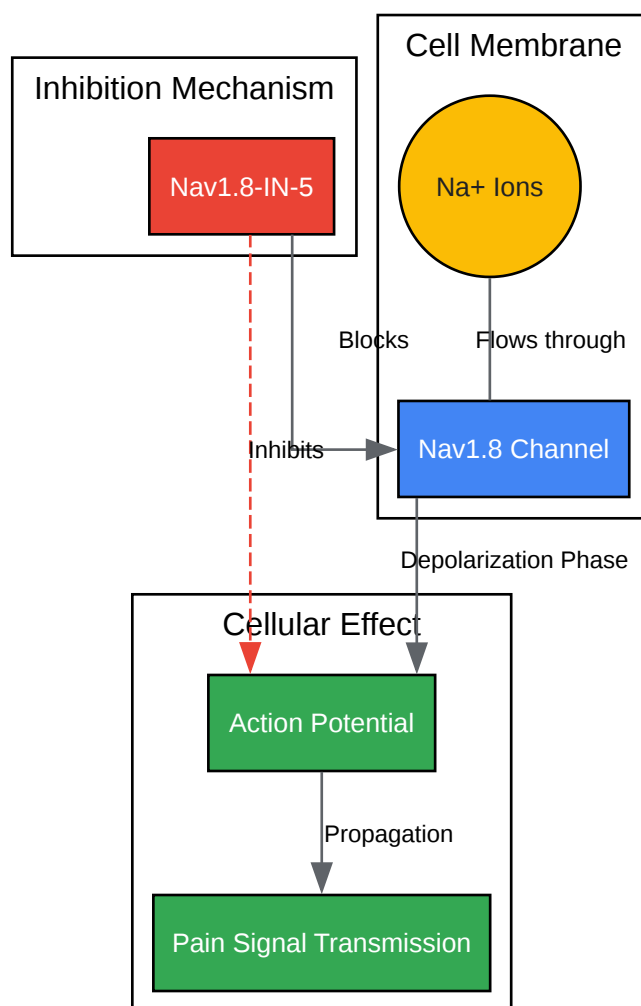 Cell Membrane
Inhibition Mechanism
Nav1.8-IN-5
Na+ Ions
Blocks
Flows through
Inhibits
Nav1.8 Channel
Depolarization Phase
Cellular Effect
Action Potential
Propagation
Pain Signal Transmission